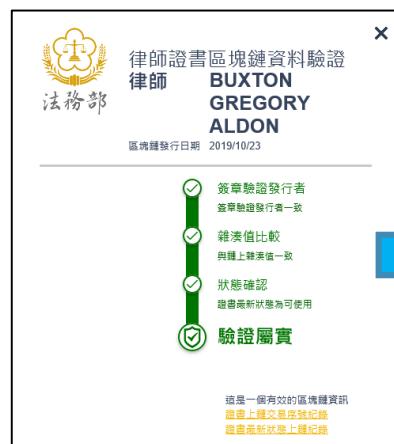 ×
律師證書區塊鏈資料驗證
律師 BUXTON
GREGORY
ALDON
法務部
區塊鏈發行日期 2019/10/23
簽章驗證發行者
簽章驗證發行者一致
雜湊值比較
與鏈上雜湊值一致
狀態確認
證書最新狀態為可使用
驗證屬實
這是一個有效的區塊鏈資訊
證書上鏈交易序號紀錄
證書最新狀態上鏈紀錄